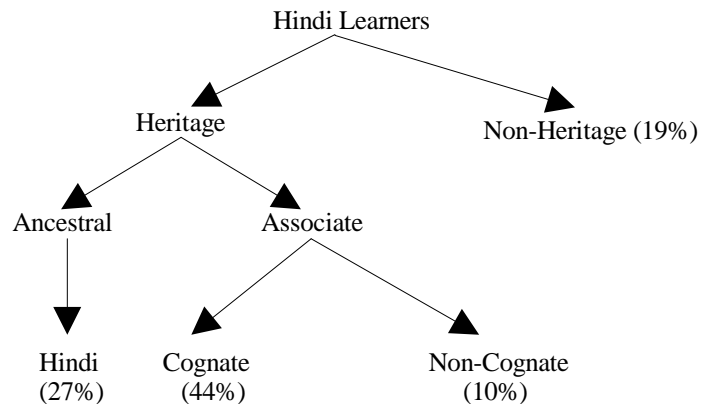 Hindi Learners
Heritage
Non-Heritage (19%)
Ancestral
Associate
Hindi
(27%)
Cognate
(44%)
Non-Cognate
(10%)